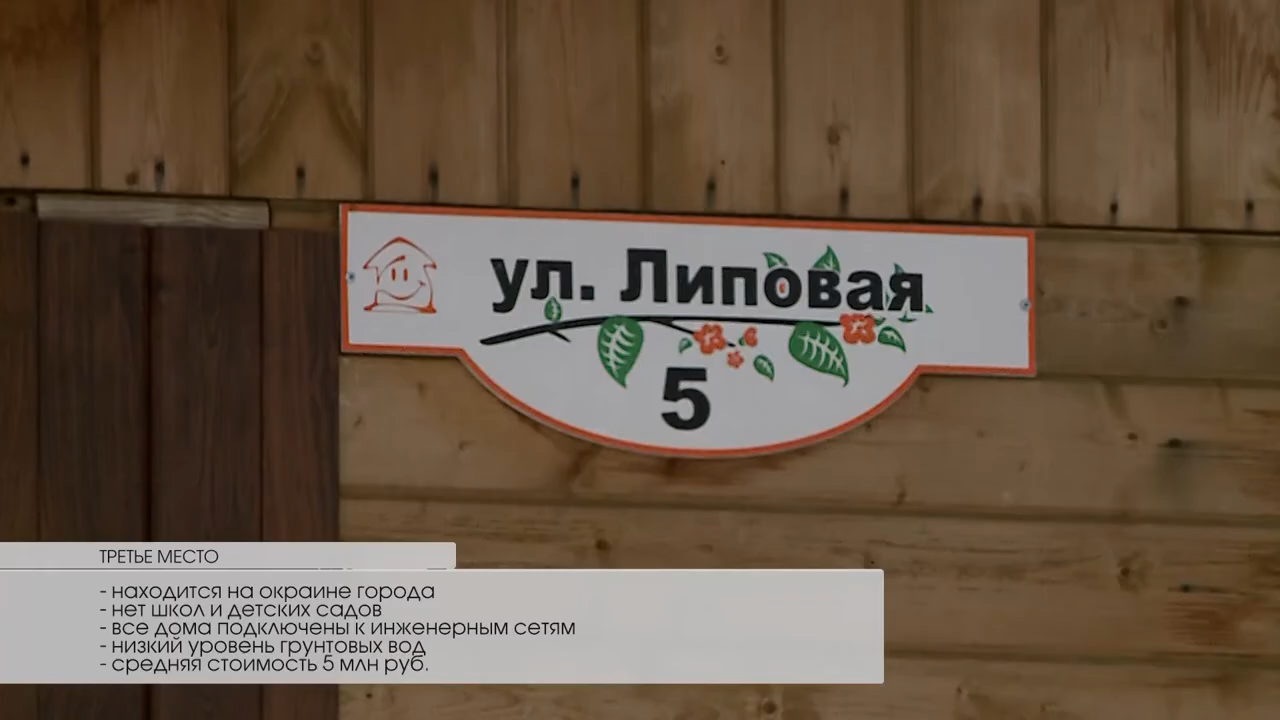 ул. Липовая
5
ТРЕТЬЕ МЕСТО
- находится на окраине города
- нет школ и детских садов
- все дома подключены к инженерным сетям
- низкий уровень грунтовых вод
- средняя стоимость 5 млн руб.